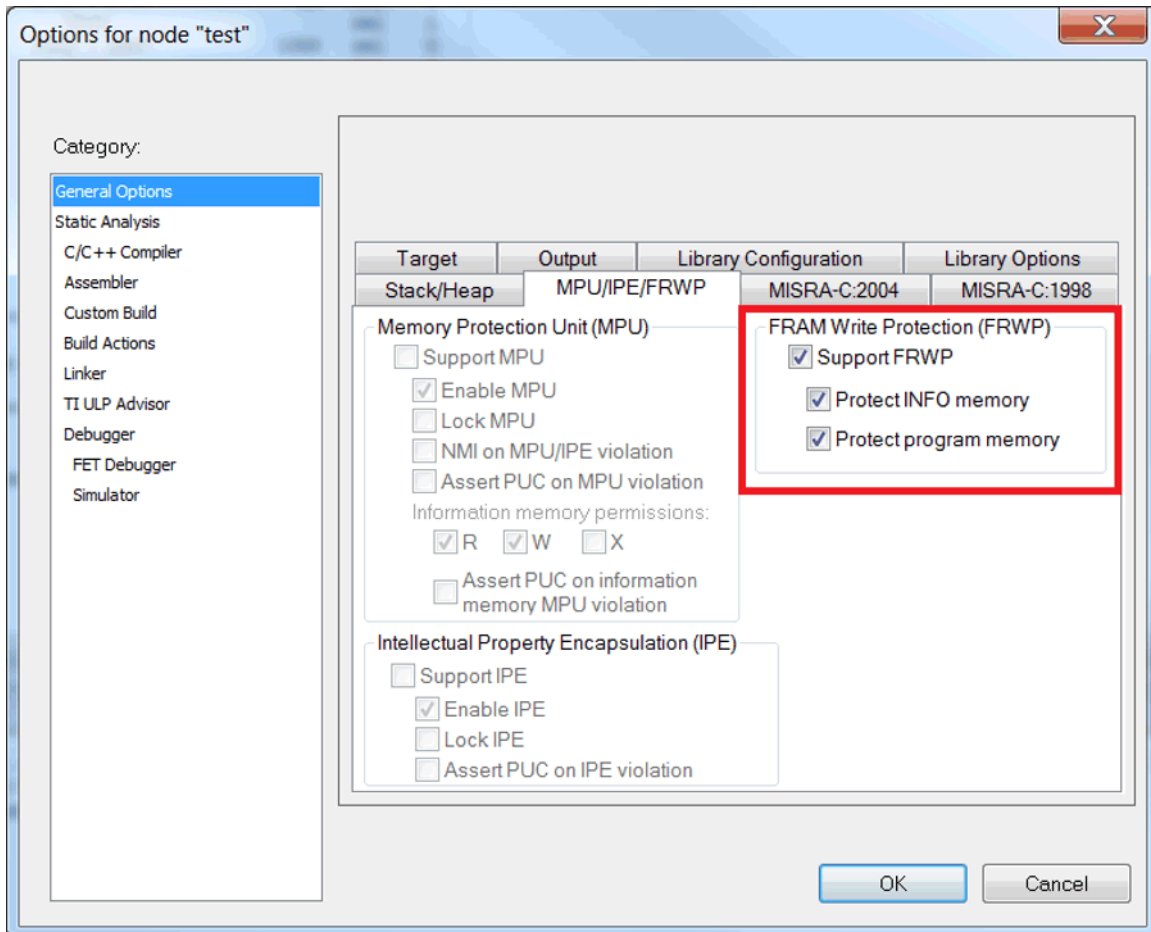 Options for node "test"
X
Category:
General Options
Static Analysis
C/C++ Compiler
Assembler
Custom Build
Build Actions
Linker
TI ULP Advisor
Debugger
FET Debugger
Simulator
Target Output Library Configuration Library Options
Stack/Heap MPU/IPE/FRWP MISRA-C:2004 MISRA-C:1998
Memory Protection Unit (MPU)
Support MPU
Enable MPU
Lock MPU
NMI on MPU/IPE violation
Assert PUC on MPU violation
Information memory permissions:
R W X
Assert PUC on information
memory MPU violation
FRAM Write Protection (FRWP)
Support FRWP
Protect INFO memory
Protect program memory
Intellectual Property Encapsulation (IPE)
Support IPE
Enable IPE
Lock IPE
Assert PUC on IPE violation
OK Cancel